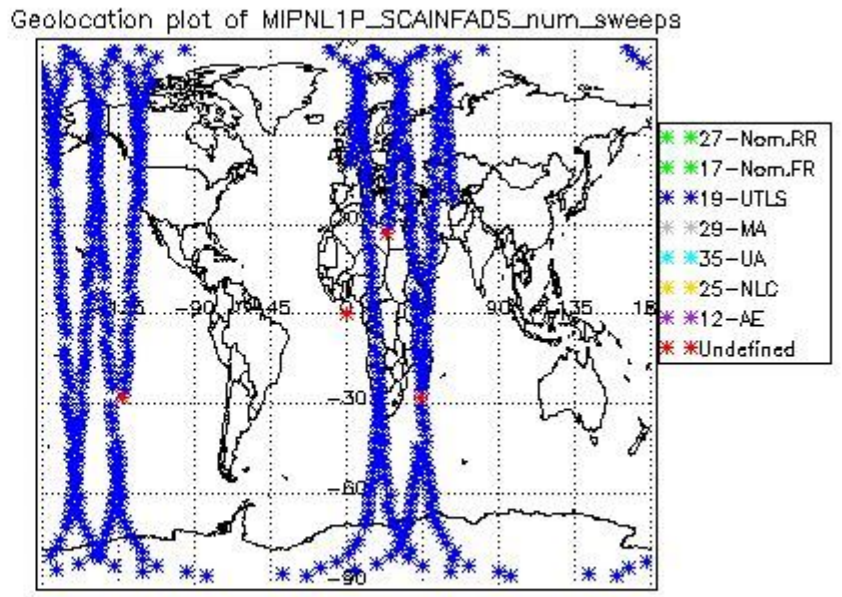 Geolocation plot of MIPNL1P_SCAINFADS_num_sweeps
27-Nom.RR
17-Nom.FR
19-UTLS
29-MA
35-UA
25-NLC
12-AE
Undefined
-90
45
90
135
-30
-60
-90